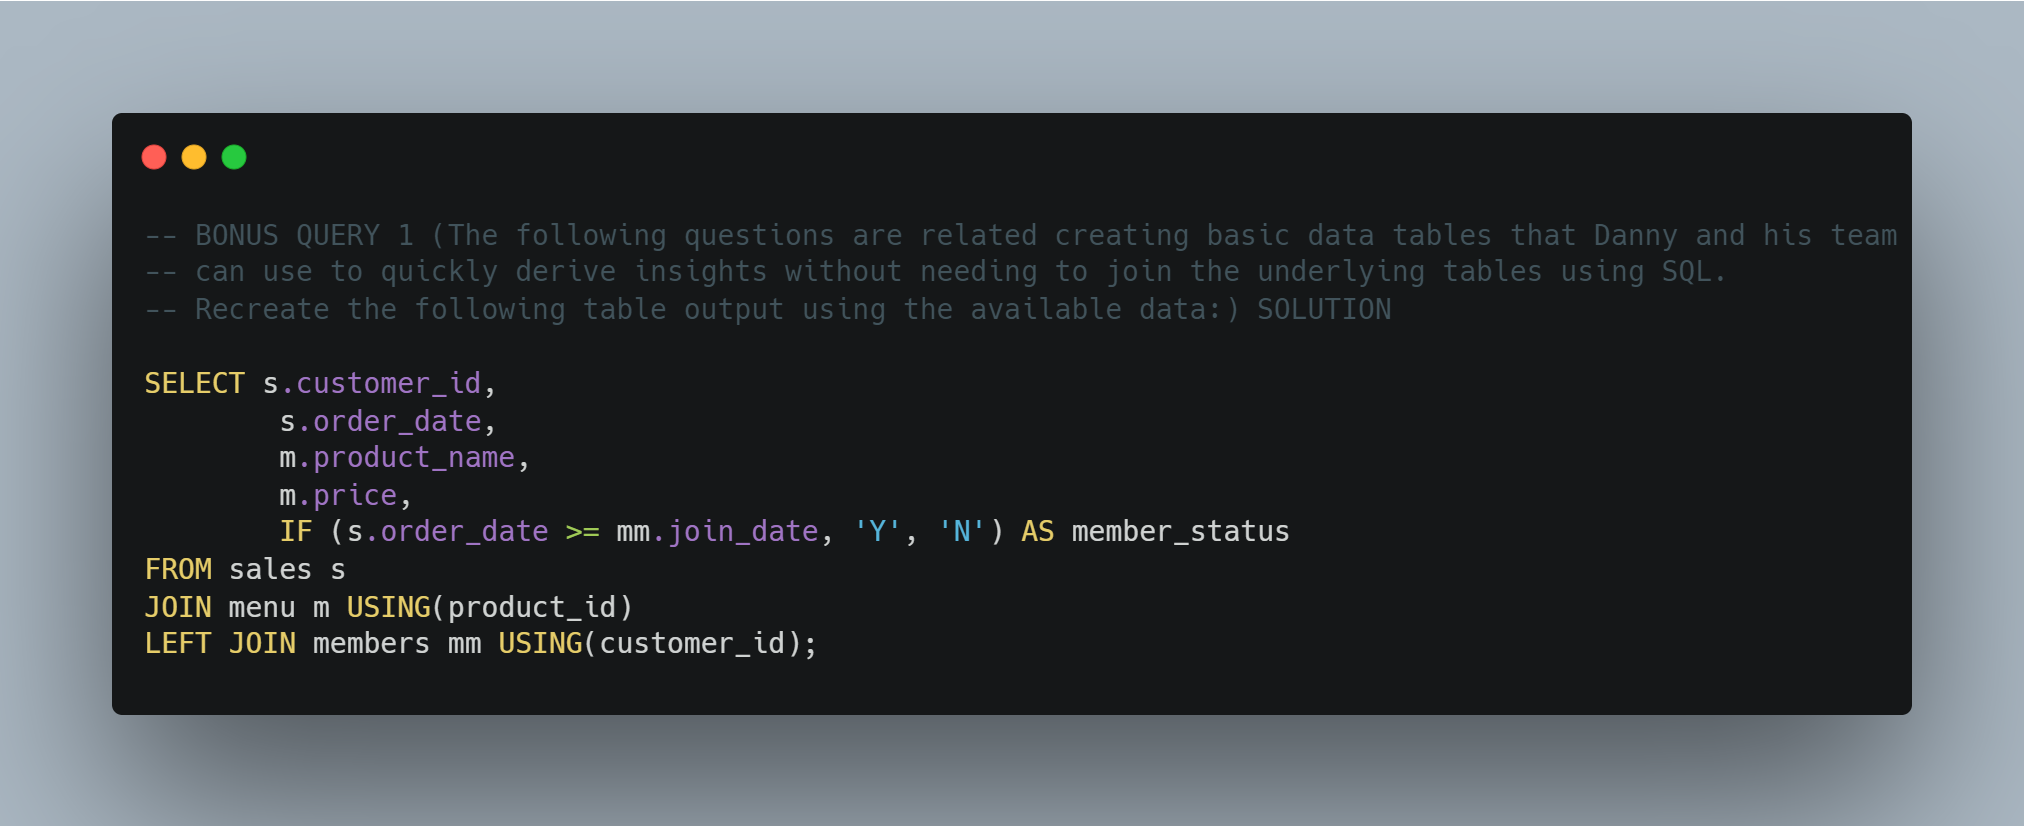 -- BONUS QUERY 1 (The following questions are related creating basic data tables that Danny and his team
-- can use to quickly derive insights without needing to join the underlying tables using SQL.
-- Recreate the following table output using the available data:) SOLUTION
SELECT s.customer_id,
        s.order_date,
        m.product_name,
        m.price,
        IF (s.order_date >= mm.join_date, 'Y', 'N') AS member_status
FROM sales s
JOIN menu m USING(product_id)
LEFT JOIN members mm USING(customer_id);